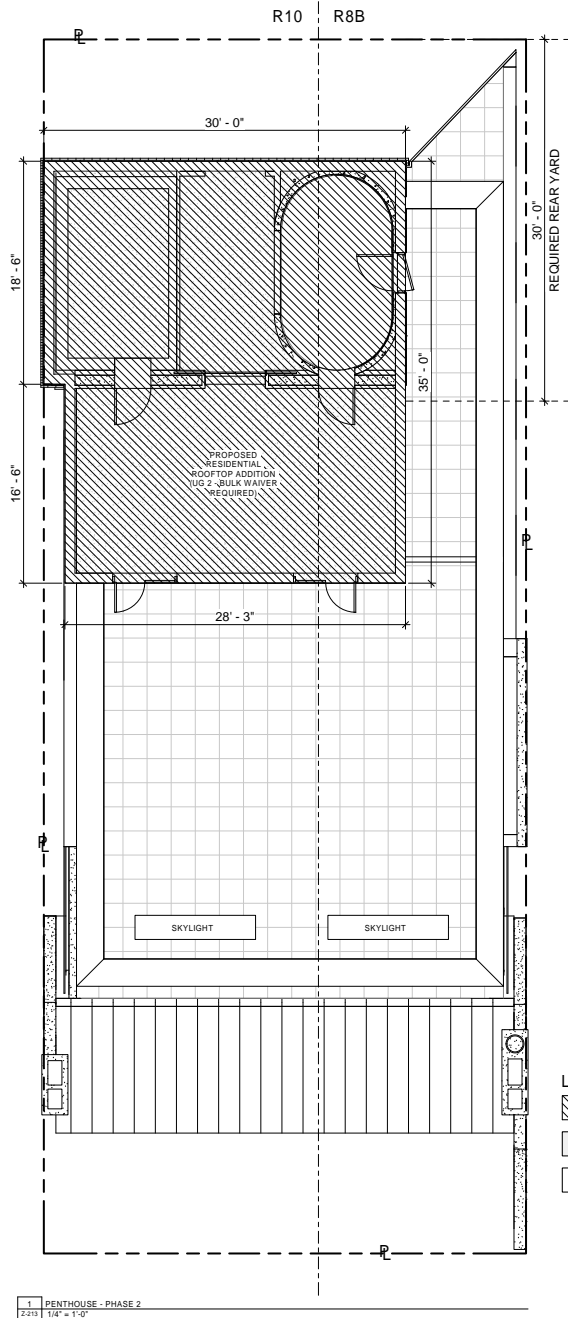 R10 R8B
PL
30' - 0"
30' - 0"
REQUIRED REAR YARD
18' - 6"
35' - 0"
16' - 6"
PROPOSED
RESIDENTIAL
ROOFTOP ADDITION
(UG 2 - BULK WAIVER
REQUIRED)
PL
28' - 3"
PL
SKYLIGHT SKYLIGHT
PL
1 PENTHOUSE - PHASE 2
Z-213 1/4" = 1'-0"